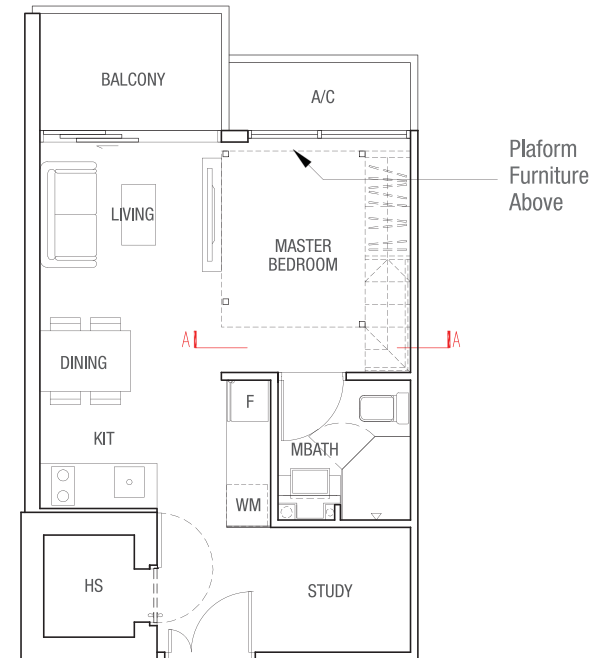 BALCONY
A/C
Plaform
Furniture
Above
LIVING
MASTER
BEDROOM
A
A
DINING
F
KIT
MBATH
WM
HS
STUDY